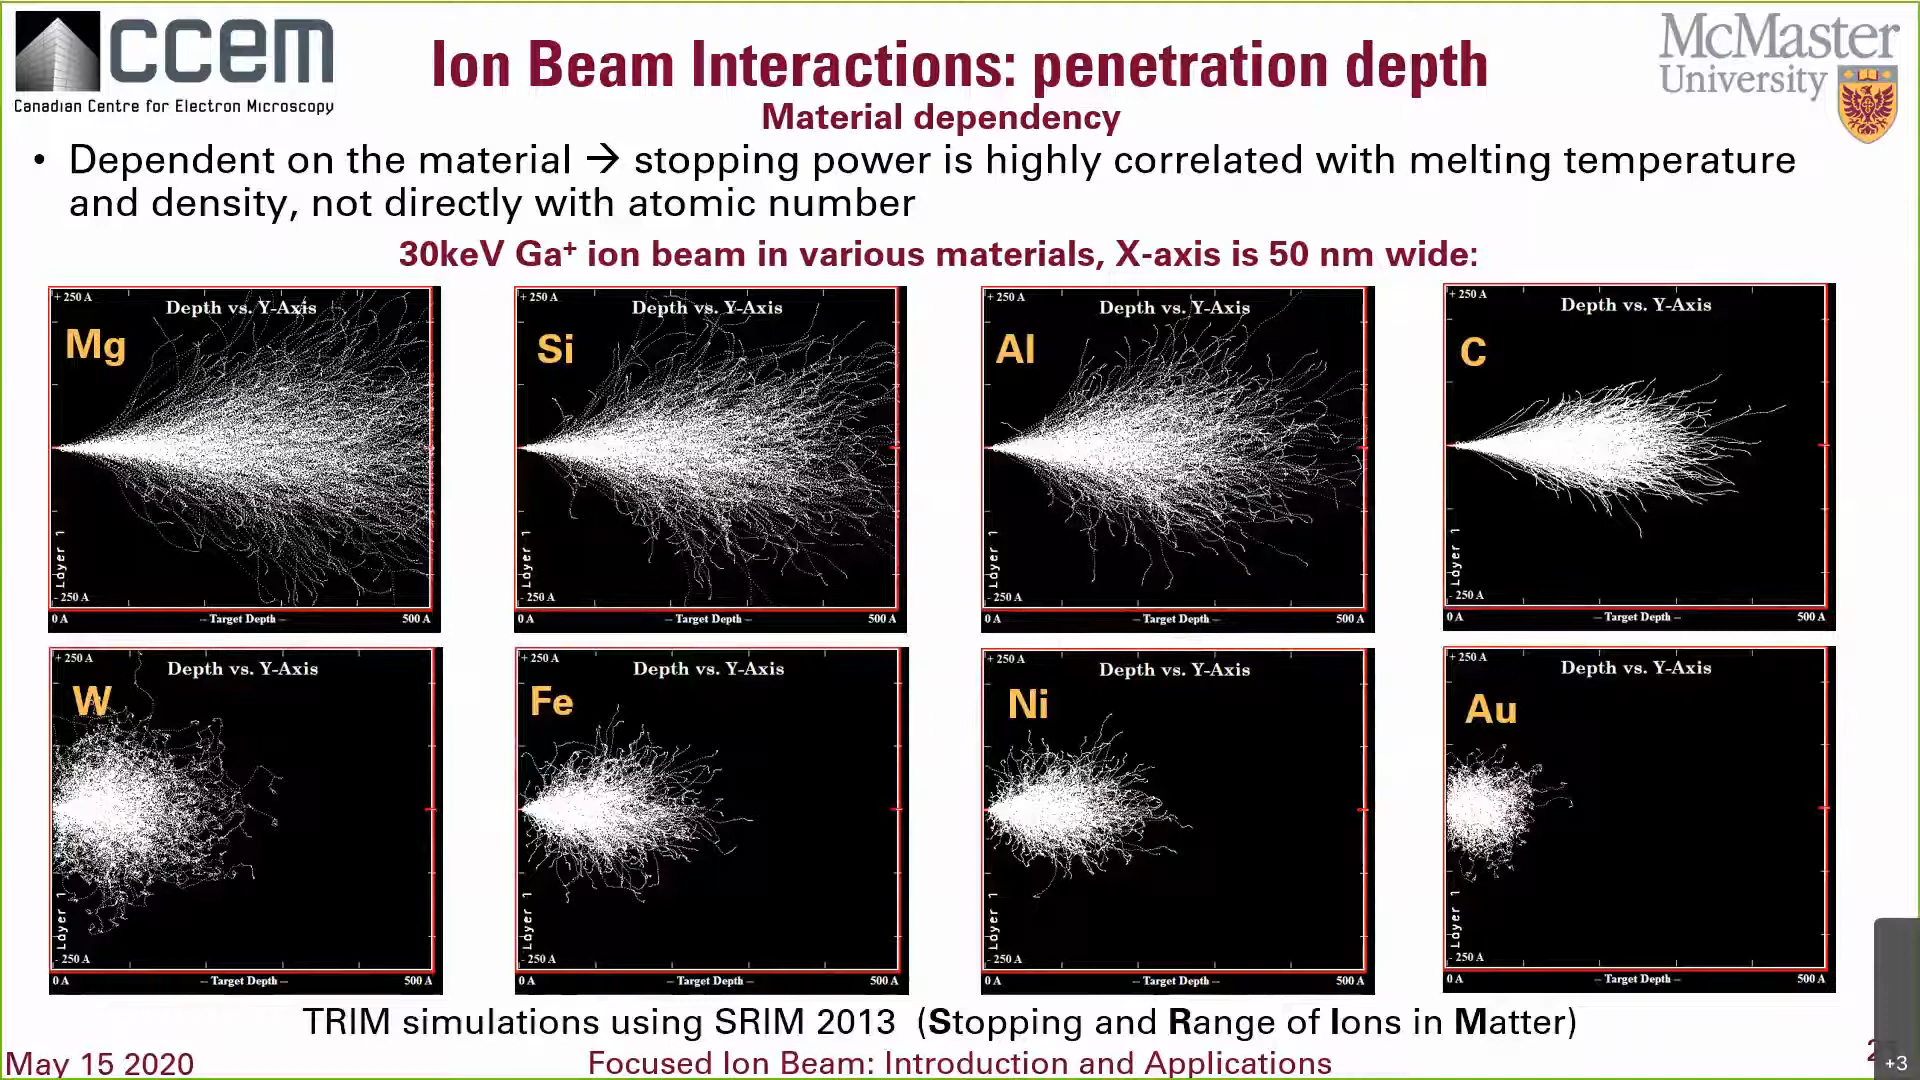 ccem
Canadian Centre for Electron Microscopy
Ion Beam Interactions: penetration depth
McMaster
University
Material dependency
• Dependent on the material → stopping power is highly correlated with melting temperature
and density, not directly with atomic number
30keV Ga⁺ ion beam in various materials, X-axis is 50 nm wide:
+ 250 A
Depth vs. Y-Axis
Mg
Layer 1
- 250 A
0 A
-- Target Depth --
500 A
+ 250 A
Depth vs. Y-Axis
Si
Layer 1
- 250 A
0 A
-- Target Depth --
500 A
+ 250 A
Depth vs. Y-Axis
Al
Layer 1
- 250 A
0 A
-- Target Depth --
500 A
+ 250 A
Depth vs. Y-Axis
C
Layer 1
- 250 A
0 A
-- Target Depth --
500 A
+ 250 A
Depth vs. Y-Axis
W
Layer 1
- 250 A
0 A
-- Target Depth --
500 A
+ 250 A
Depth vs. Y-Axis
Fe
Layer 1
- 250 A
0 A
-- Target Depth --
500 A
+ 250 A
Depth vs. Y-Axis
Ni
Layer 1
- 250 A
0 A
-- Target Depth --
500 A
+ 250 A
Depth vs. Y-Axis
Au
Layer 1
- 250 A
0 A
-- Target Depth --
500 A
TRIM simulations using SRIM 2013 (Stopping and Range of Ions in Matter)
May 15 2020
Focused Ion Beam: Introduction and Applications
+3